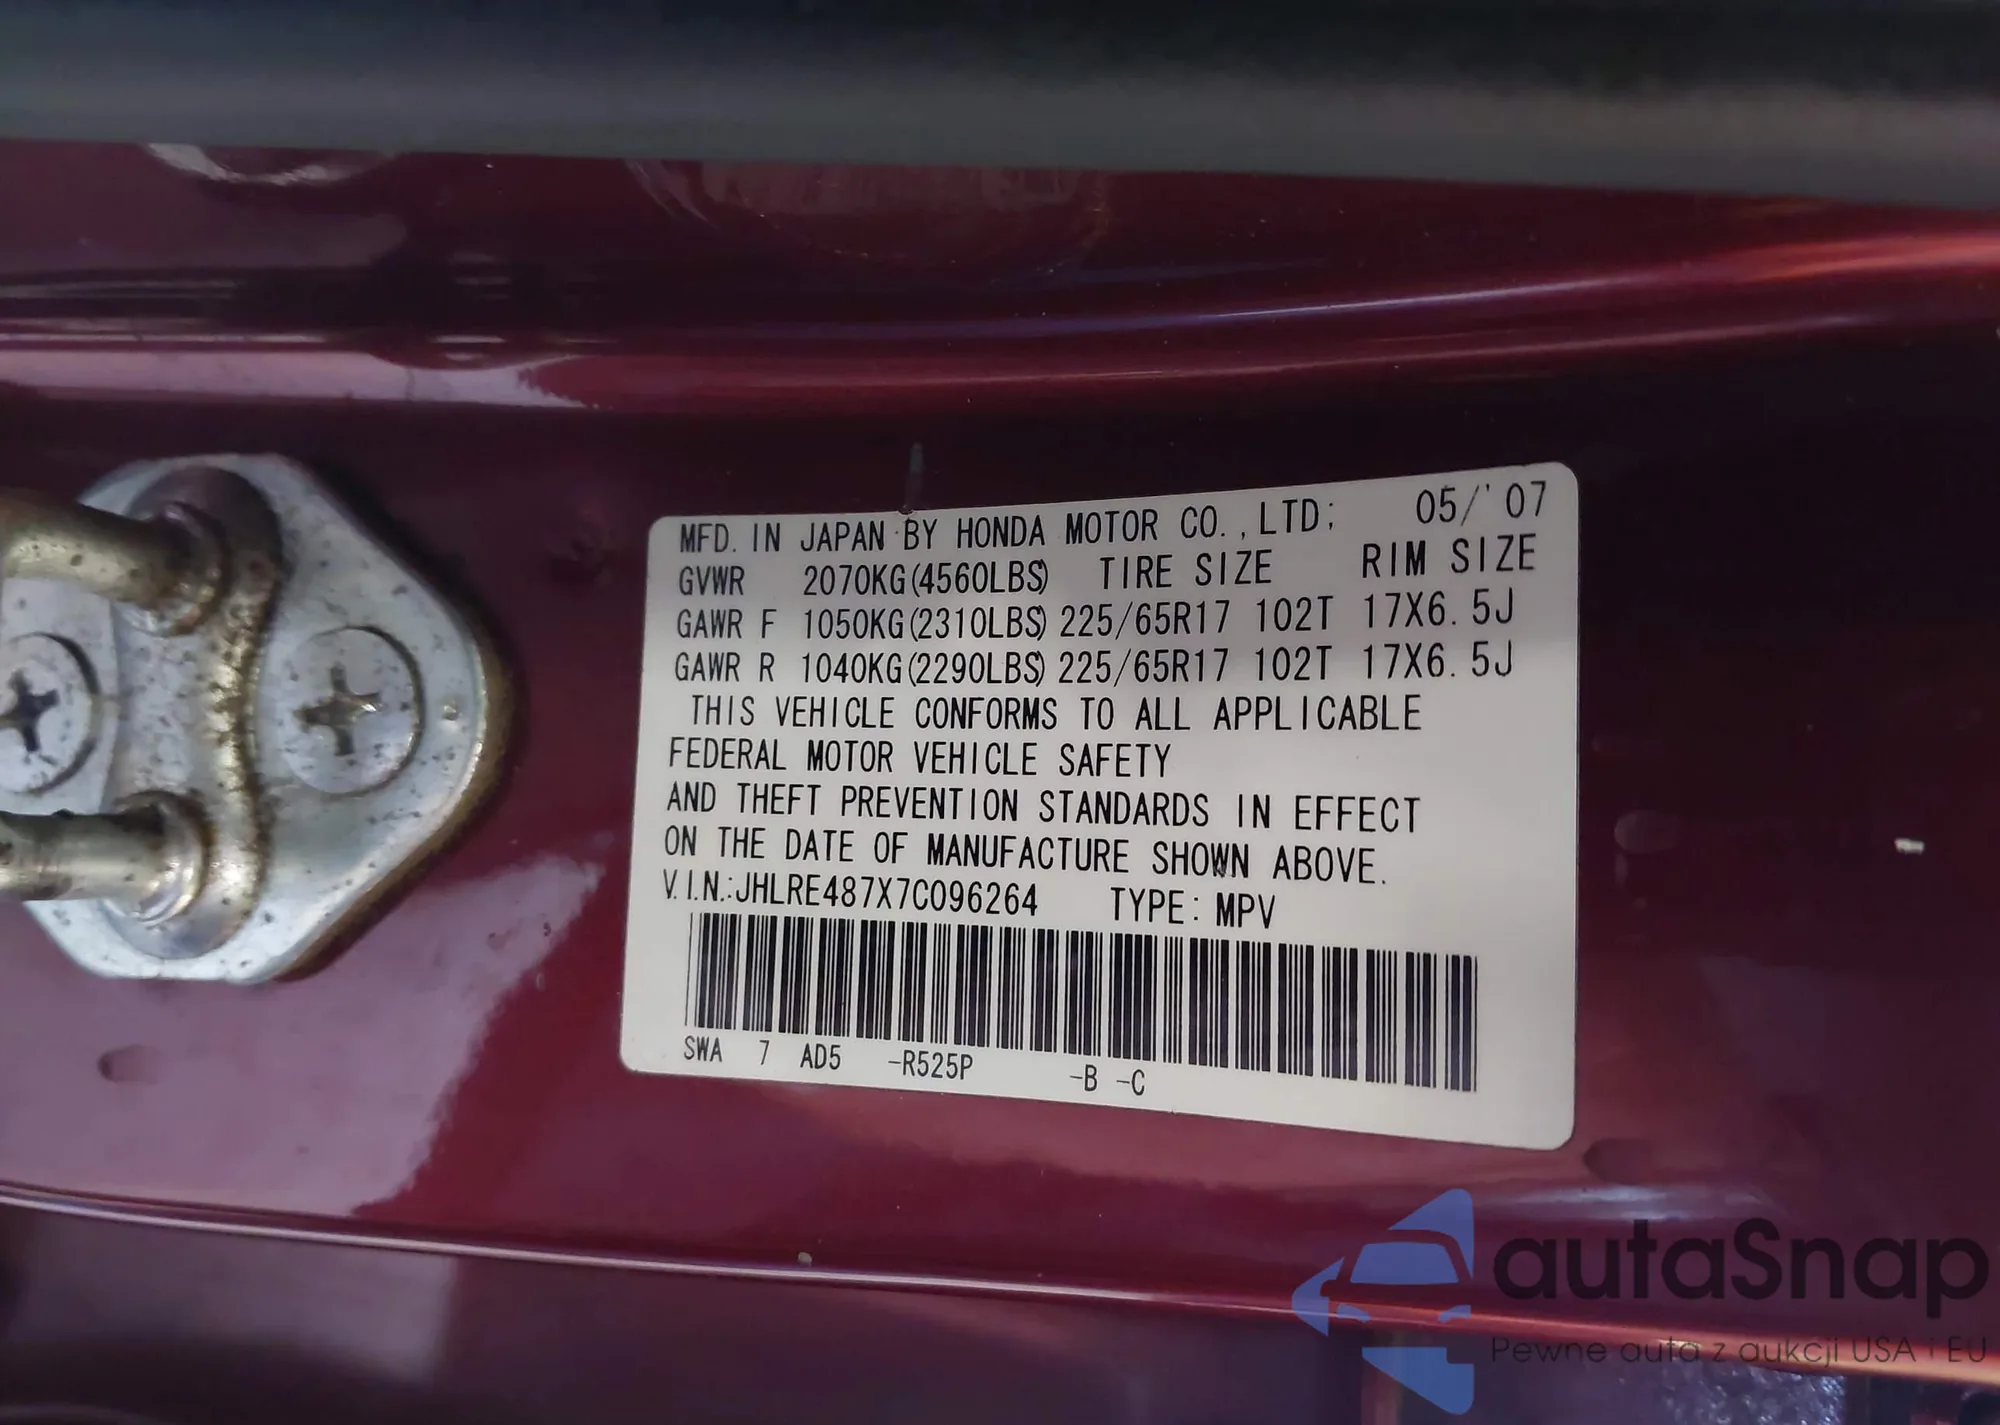 MFD. IN JAPAN BY HONDA MOTOR CO., LTD; 05/'07
GVWR 2070KG(4560LBS) TIRE SIZE RIM SIZE
GAWR F 1050KG(2310LBS) 225/65R17 102T 17X6.5J
GAWR R 1040KG(2290LBS) 225/65R17 102T 17X6.5J
THIS VEHICLE CONFORMS TO ALL APPLICABLE
FEDERAL MOTOR VEHICLE SAFETY
AND THEFT PREVENTION STANDARDS IN EFFECT
ON THE DATE OF MANUFACTURE SHOWN ABOVE.
V.I.N.:JHLRE487X7C096264 TYPE: MPV
SWA 7 AD5 -R525P -B -C
autaSnap
Pewne auta z aukcji USA i EU